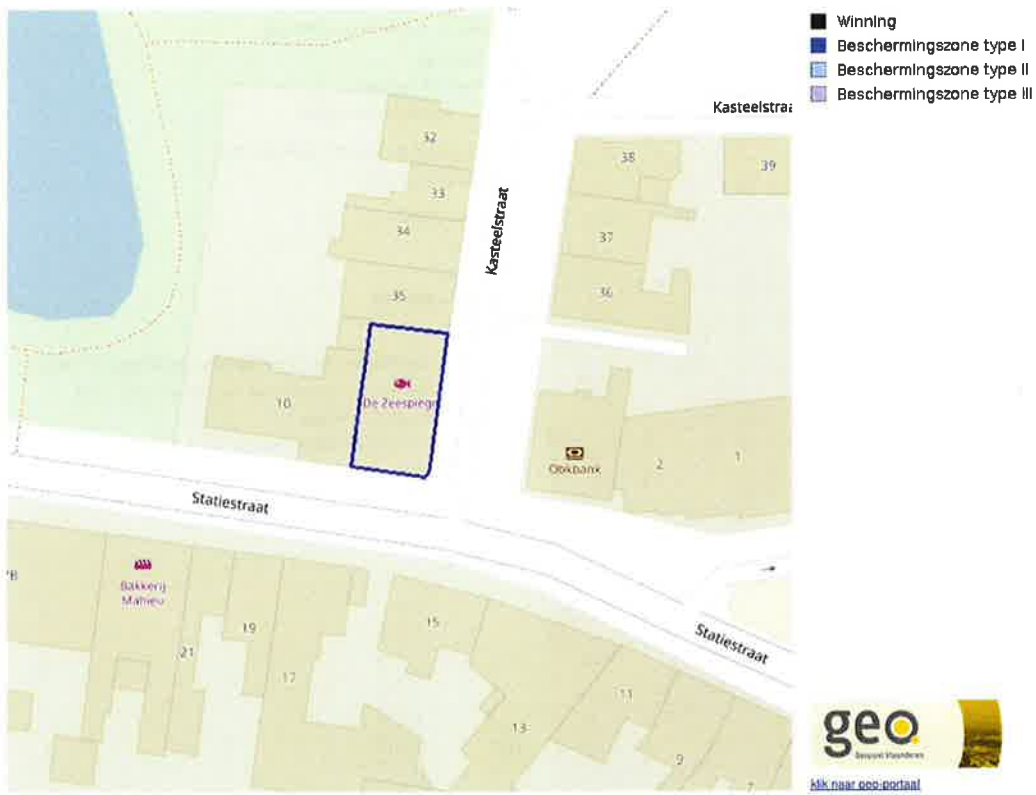 Winning
Beschermingszone type I
Beschermingszone type II
Beschermingszone type III
Kasteelstraa
32
38
39
33
Kasteelstraat
34
37
35
36
De Zeespiege
10
Obkbank
2
1
Statiestraat
Bakkerij
Mahieu
7B
19
15
21
Statiestraat
17
11
13
9
7
geo
klik naar geo-portaal